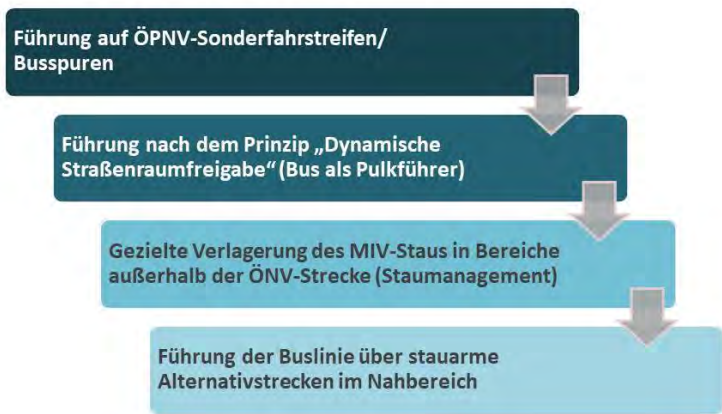 Führung auf ÖPNV-Sonderfahrstreifen/
Busspuren
Führung nach dem Prinzip „Dynamische
Straßenraumfreigabe“ (Bus als Pulkführer)
Gezielte Verlagerung des MIV-Staus in Bereiche
außerhalb der ÖNV-Strecke (Staumanagement)
Führung der Buslinie über stauarme
Alternativstrecken im Nahbereich